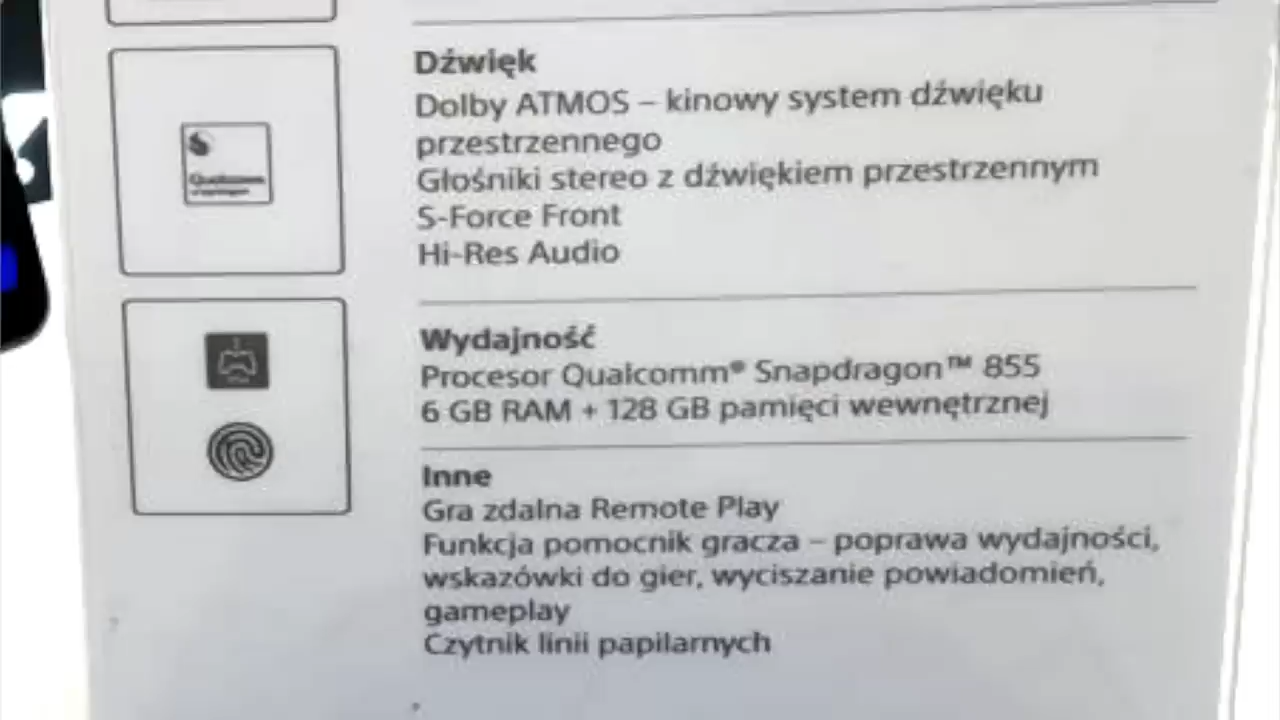 Qualcomm
Dźwięk
Dolby ATMOS – kinowy system dźwięku
przestrzennego
Głośniki stereo z dźwiękiem przestrzennym
S-Force Front
Hi-Res Audio
Wydajność
Procesor Qualcomm® Snapdragon™ 855
6 GB RAM + 128 GB pamięci wewnętrznej
Inne
Gra zdalna Remote Play
Funkcja pomocnik gracza – poprawa wydajności,
wskazówki do gier, wyciszanie powiadomień,
gameplay
Czytnik linii papilarnych